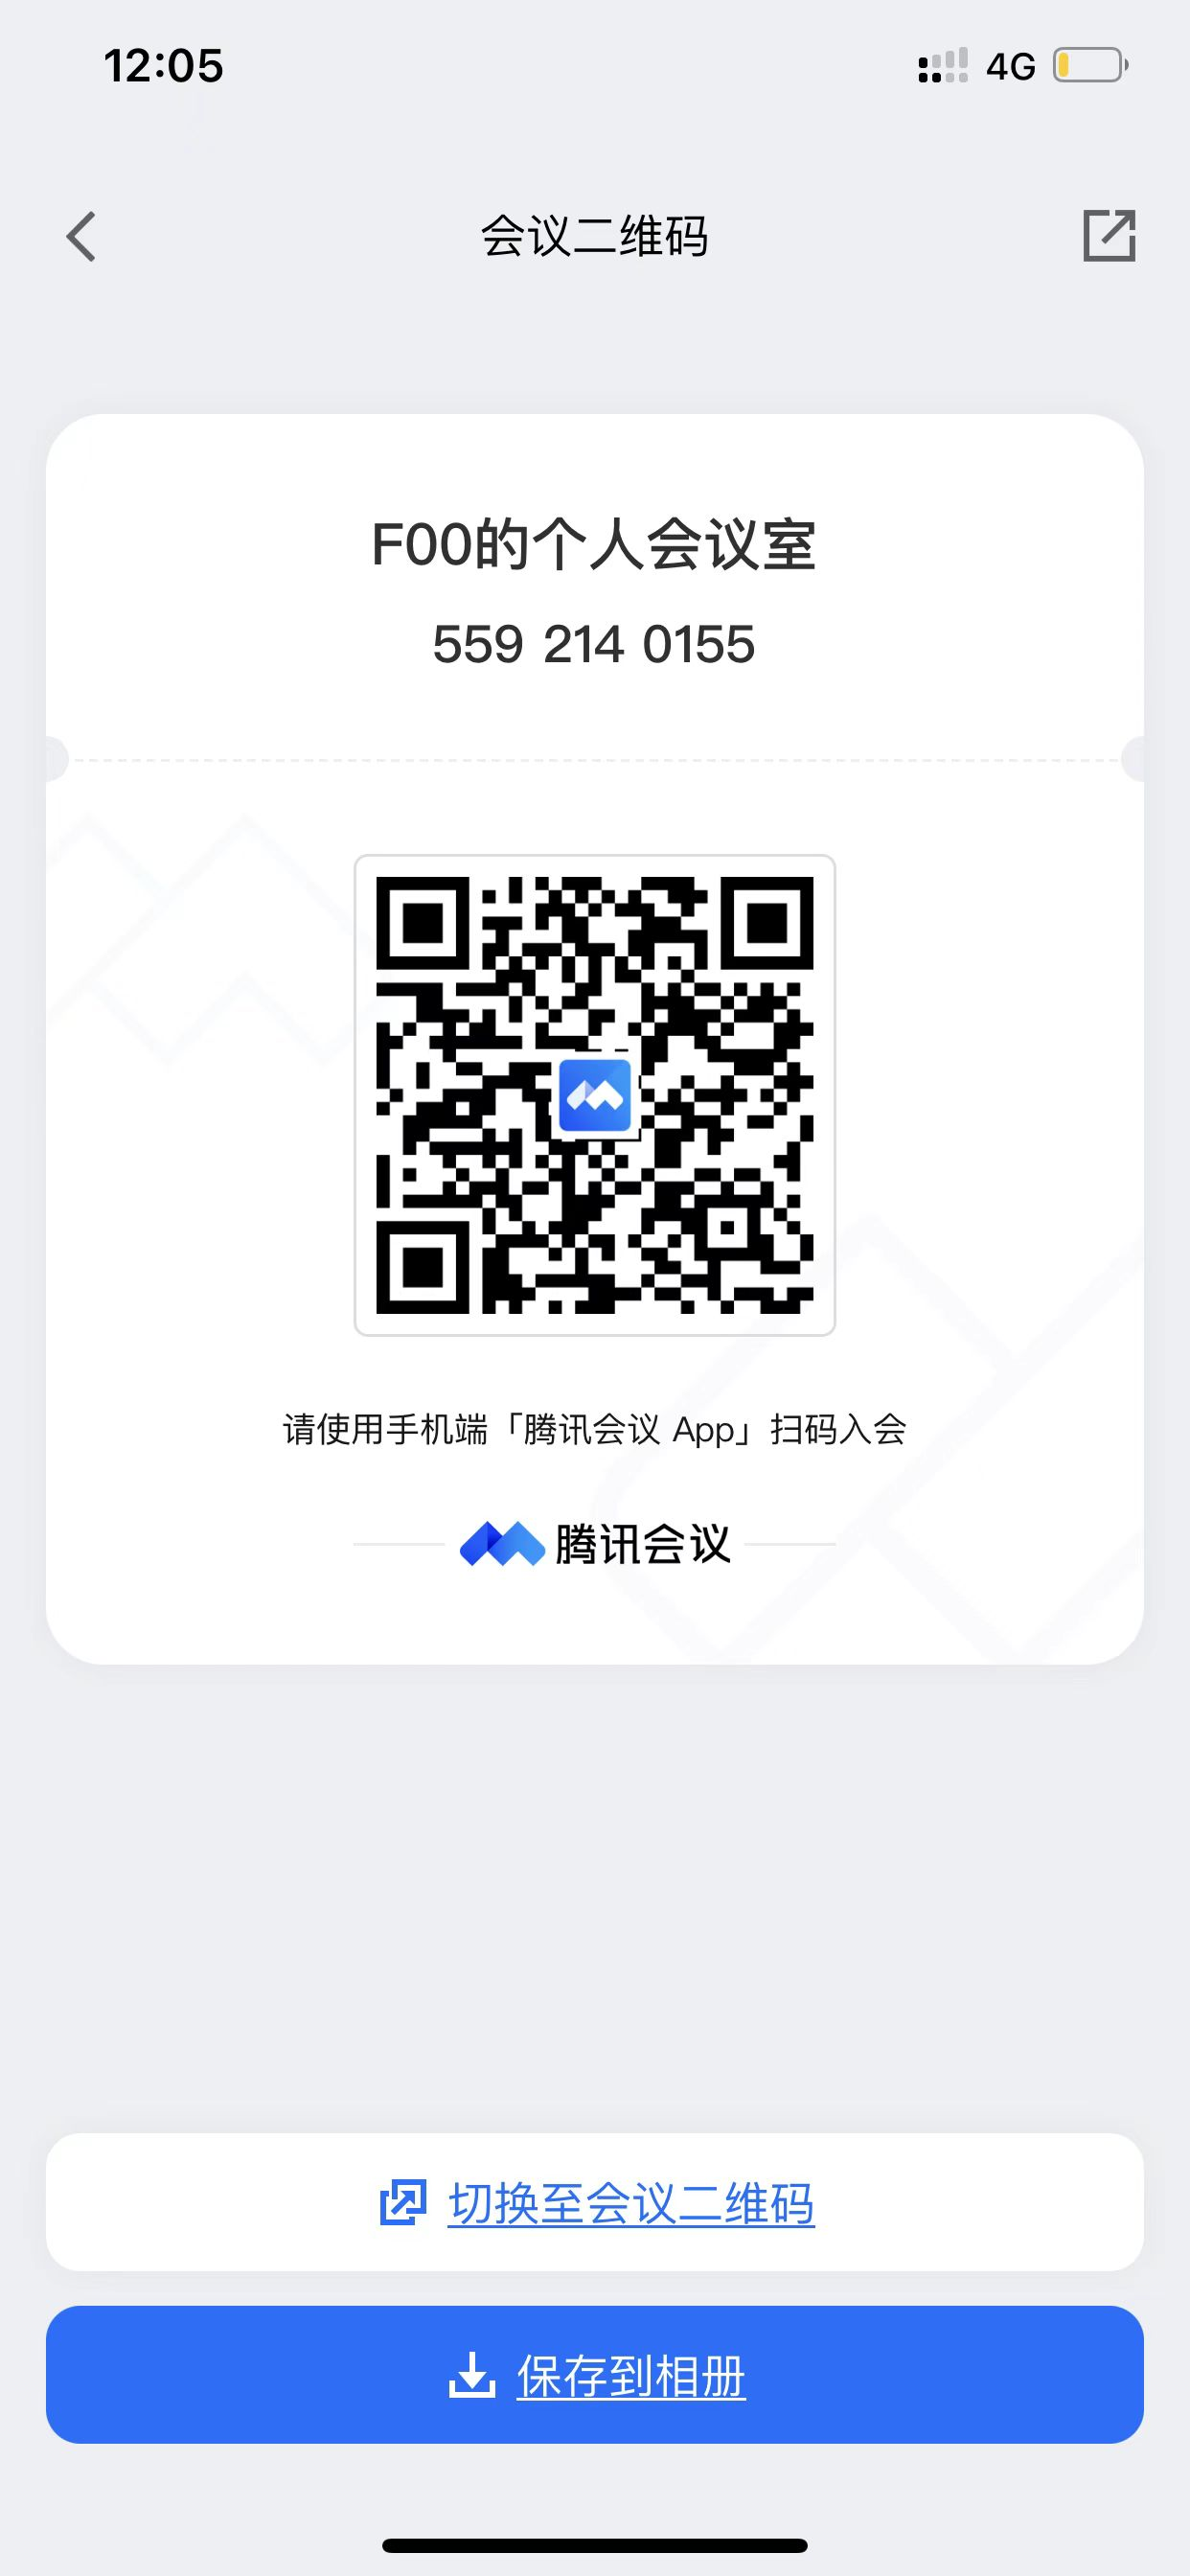 12:05
4G
会议二维码
F00的个人会议室
559 214 0155
请使用手机端「腾讯会议 App」扫码入会
腾讯会议
切换至会议二维码
保存到相册